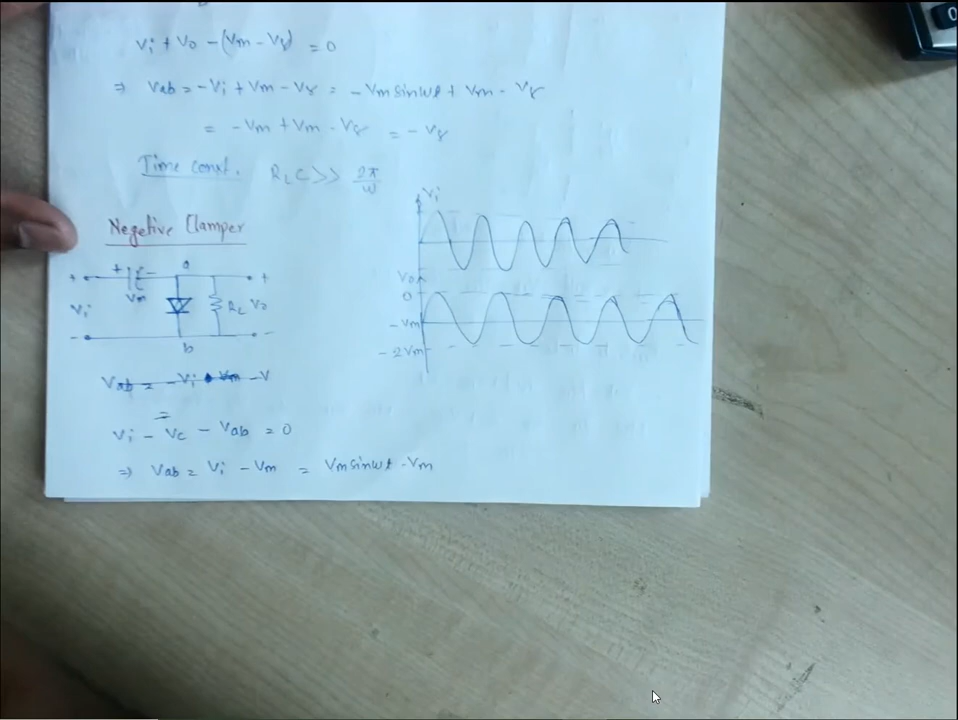 Vi + Vo - (Vm - Vγ) = 0
⇒ Vab = -Vi + Vm - Vγ = - Vm sinωt + Vm - Vγ
= - Vm + Vm - Vγ = - Vγ
Time const. RLC >> 2π/ω
Negetive Clamper
+ + - a +
Vm
Vi RL Vo
- b -
Vab = -Vi + Vm - V
=
Vi - Vc - Vab = 0
⇒ Vab = Vi - Vm = Vm sinωt - Vm
Vi
Vo
0
- Vm
- 2Vm
0